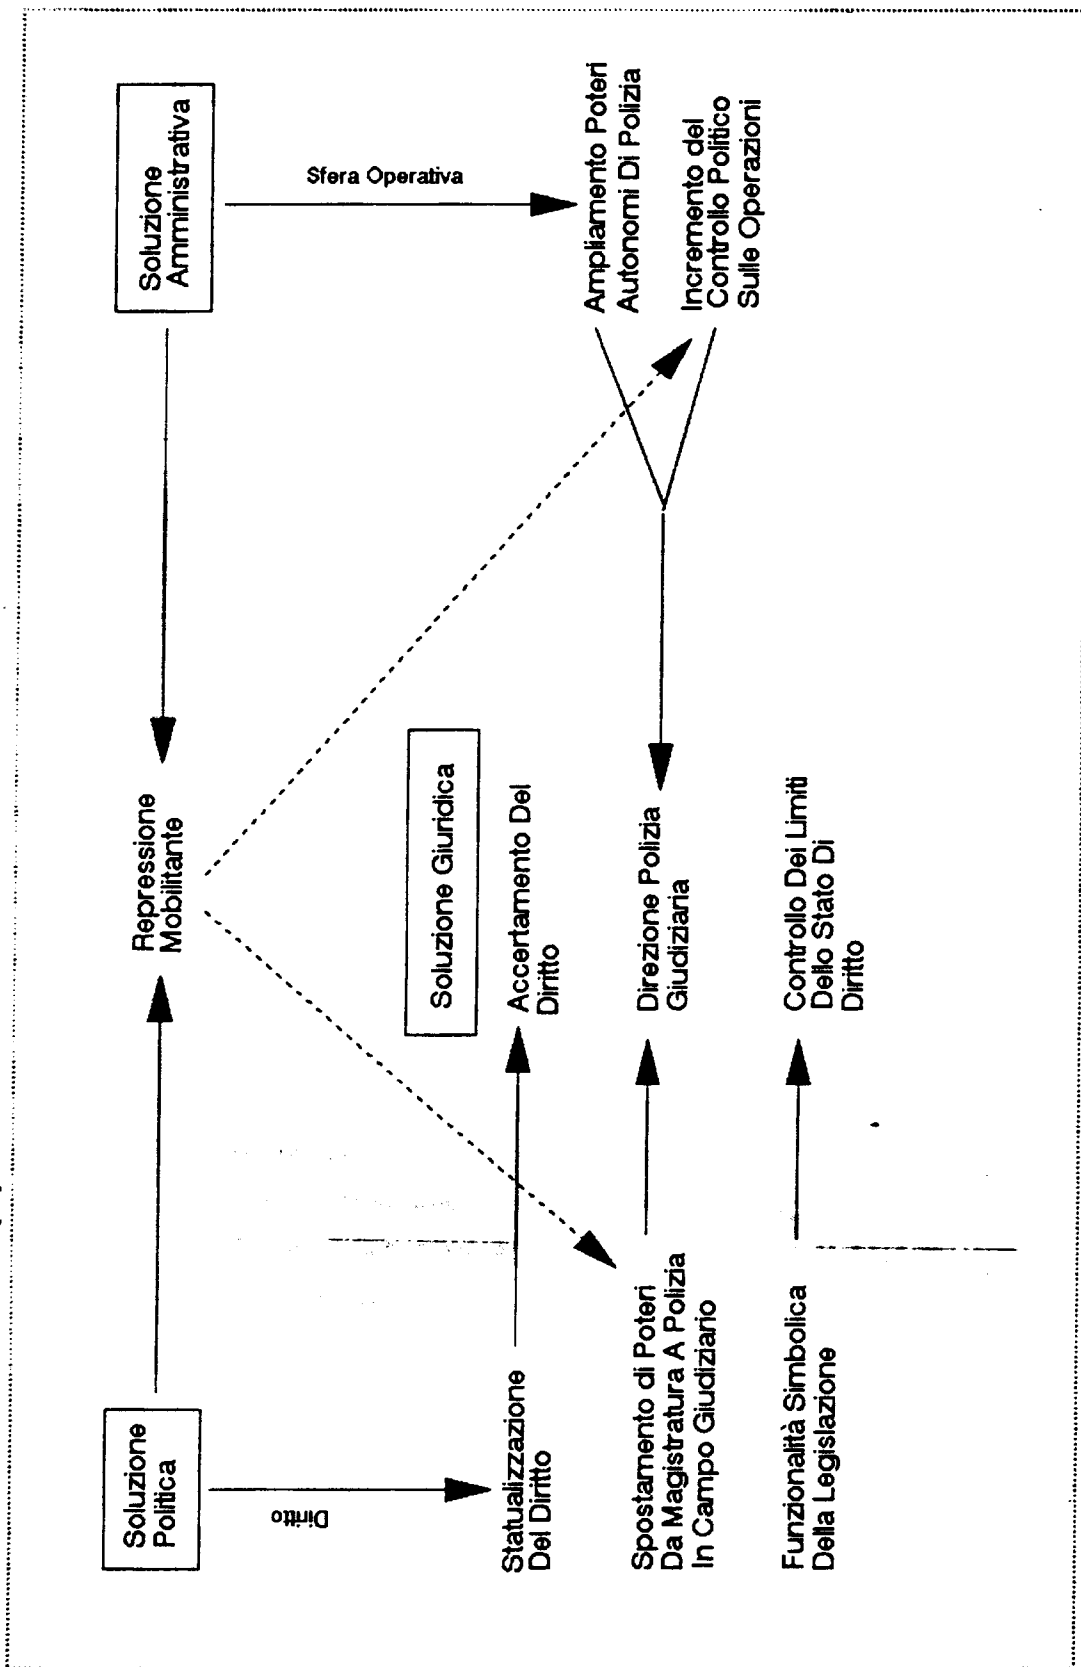 Soluzione
Politica
Repressione
Mobilitante
Soluzione
Amministrativa
Diritto
Sfera Operativa
Soluzione Giuridica
Statualizzazione
Del Diritto
Accertamento Del
Diritto
Spostamento di Poteri
Da Magistratura A Polizia
In Campo Giudiziario
Direzione Polizia
Giudiziaria
Ampliamento Poteri
Autonomi Di Polizia
Incremento del
Controllo Politico
Sulle Operazioni
Funzionalità Simbolica
Della Legislazione
Controllo Dei Limiti
Dello Stato Di
Diritto